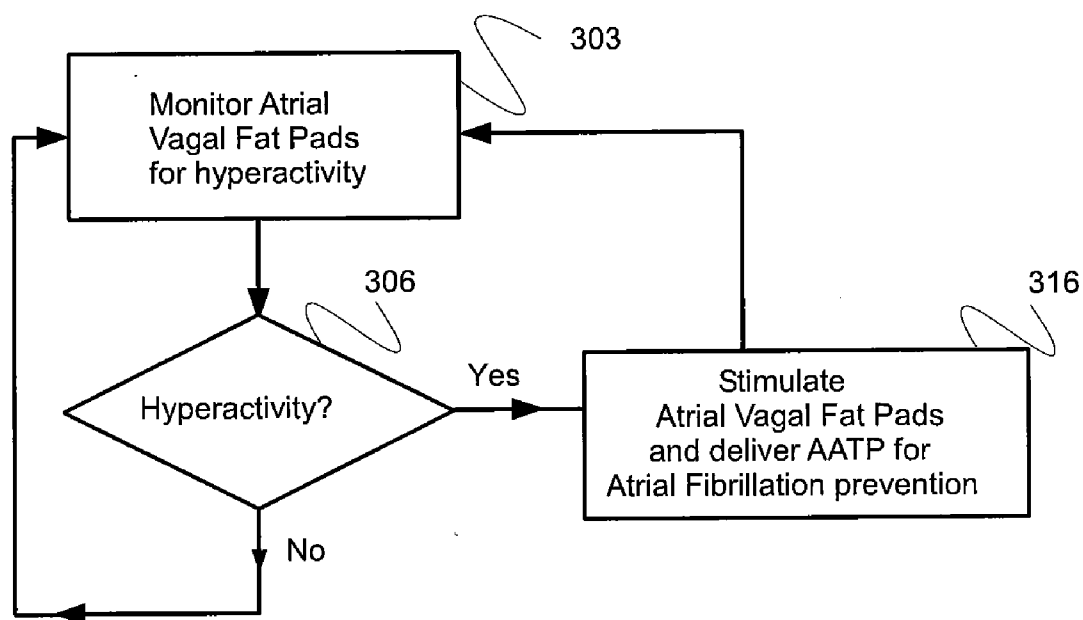 303
Monitor Atrial
Vagal Fat Pads
for hyperactivity
306
316
Hyperactivity?
Yes
Stimulate
Atrial Vagal Fat Pads
and deliver AATP for
Atrial Fibrillation prevention
No